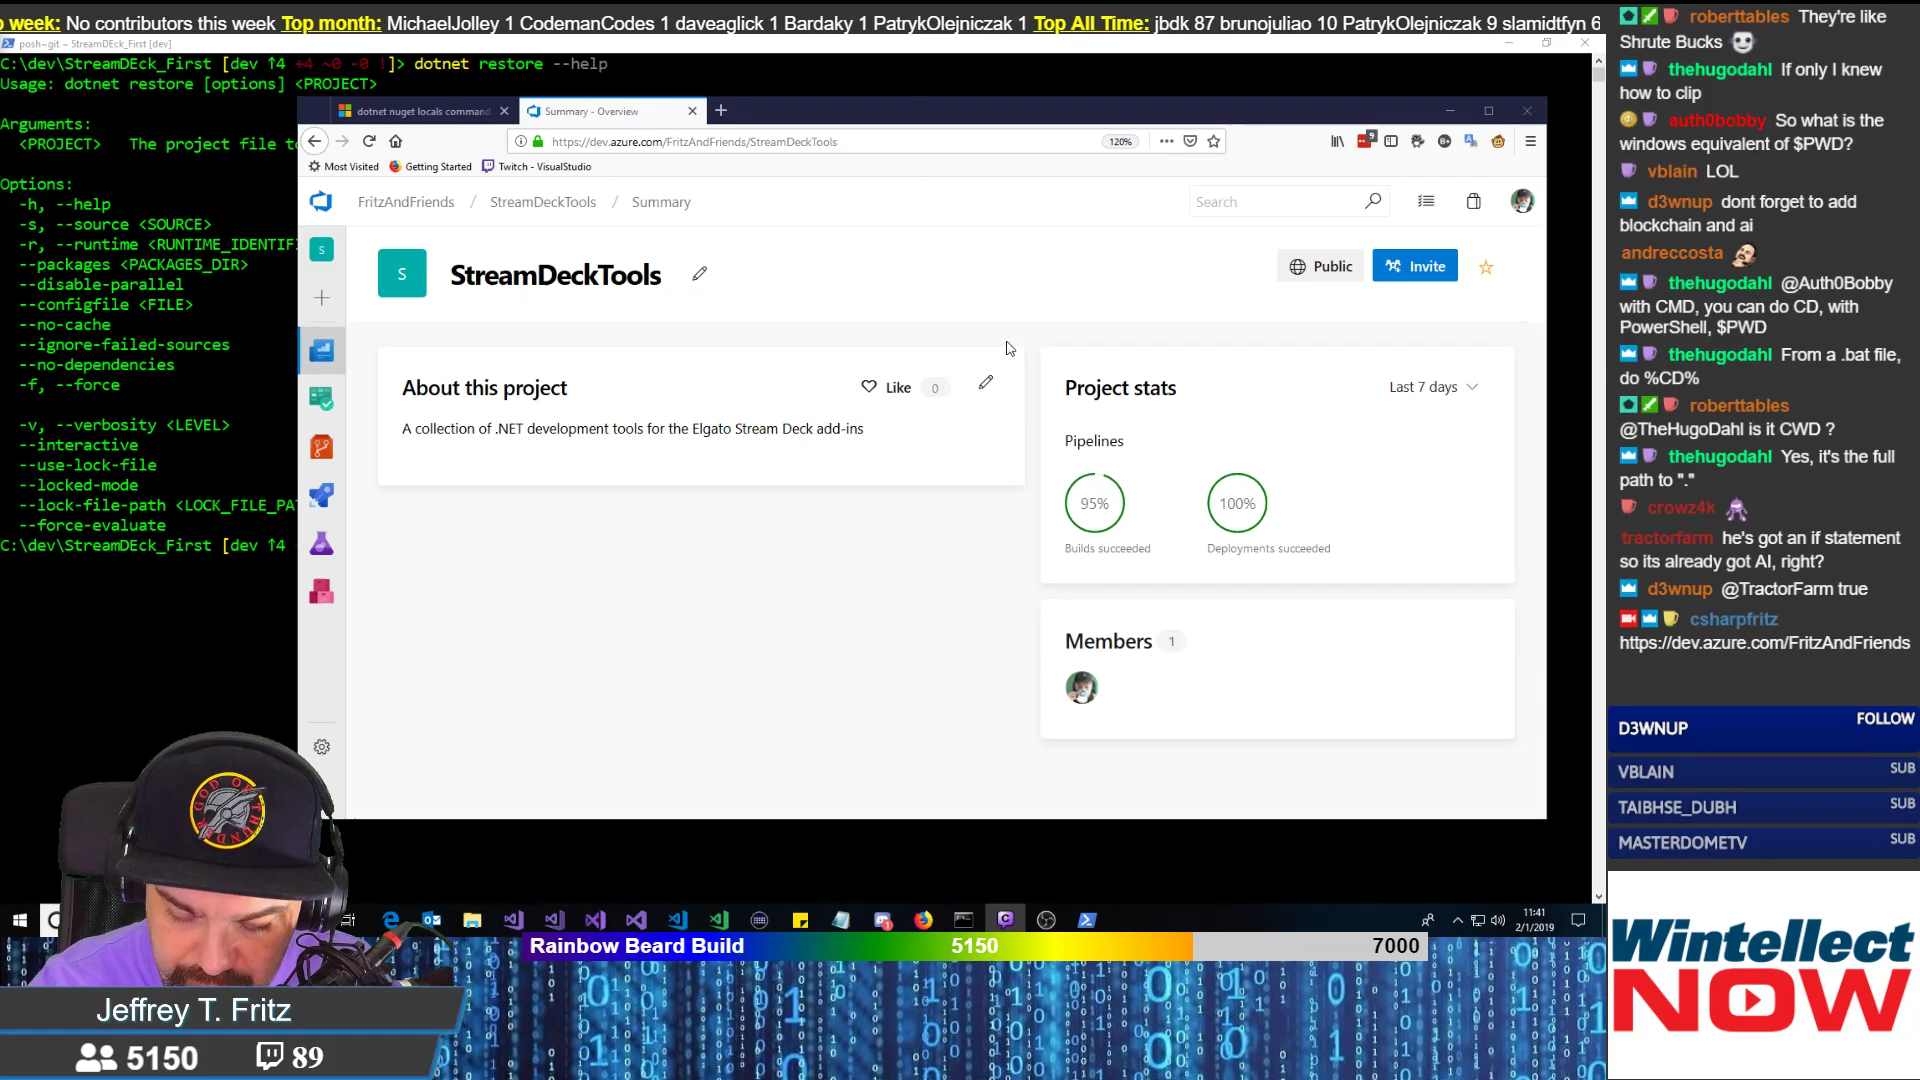 o week: No contributors this week Top month: MichaelJolley 1 CodemanCodes 1 daveaglick 1 Bardaky 1 PatrykOlejniczak 1 Top All Time: jbdk 87 brunojuliao 10 PatrykOlejniczak 9 slamidtfyn 6
posh~git ~ StreamDEck_First [dev]
C:\dev\StreamDEck_First [dev ↑4 +4 ~0 -0 !]> dotnet restore --help
Usage: dotnet restore [options] <PROJECT>
Arguments:
<PROJECT> The project file to
Options:
-h, --help
-s, --source <SOURCE>
-r, --runtime <RUNTIME_IDENTIFI
--packages <PACKAGES_DIR>
--disable-parallel
--configfile <FILE>
--no-cache
--ignore-failed-sources
--no-dependencies
-f, --force
-v, --verbosity <LEVEL>
--interactive
--use-lock-file
--locked-mode
--lock-file-path <LOCK_FILE_PA
--force-evaluate
C:\dev\StreamDEck_First [dev ↑4
dotnet nuget locals command
Summary - Overview
https://dev.azure.com/FritzAndFriends/StreamDeckTools
120%
9
Most Visited
Getting Started
Twitch - VisualStudio
FritzAndFriends / StreamDeckTools / Summary
Search
S
S
StreamDeckTools
Public
Invite
About this project
Like 0
A collection of .NET development tools for the Elgato Stream Deck add-ins
Project stats
Last 7 days
Pipelines
95%
100%
Builds succeeded
Deployments succeeded
Members 1
roberttables They're like
Shrute Bucks
thehugodahl If only I knew
how to clip
auth0bobby So what is the
windows equivalent of $PWD?
vblain LOL
d3wnup dont forget to add
blockchain and ai
andreccosta
thehugodahl @Auth0Bobby
with CMD, you can do CD, with
PowerShell, $PWD
thehugodahl From a .bat file,
do %CD%
roberttables
@TheHugoDahl is it CWD ?
thehugodahl Yes, it's the full
path to "."
crowz4k
tractorfarm he's got an if statement
so its already got AI, right?
d3wnup @TractorFarm true
csharpfritz
https://dev.azure.com/FritzAndFriends
D3WNUP FOLLOW
VBLAIN SUB
TAIBHSE_DUBH SUB
MASTERDOMETV SUB
Wintellect
NOW
GOD OF THUNDER
11:41
2/1/2019
Rainbow Beard Build 5150 7000
Jeffrey T. Fritz
5150 89